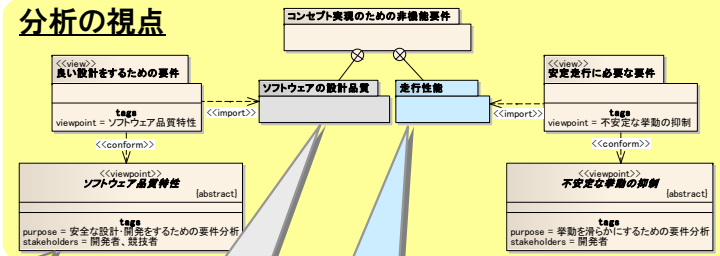 分析の視点
コンセプト実現のための非機能要件
<<view>>
良い設計をするための要件
tags
viewpoint = ソフトウェア品質特性
<<import>>
ソフトウェアの設計品質
走行性能
<<import>>
<<view>>
安定走行に必要な要件
tags
viewpoint = 不安定な挙動の抑制
<<conform>>
<<conform>>
<<viewpoint>>
ソフトウェア品質特性
{abstract}
tags
purpose = 安全な設計・開発をするための要件分析
stakeholders = 開発者、競技者
<<viewpoint>>
不安定な挙動の抑制
{abstract}
tags
purpose = 挙動を滑らかにするための要件分析
stakeholders = 開発者